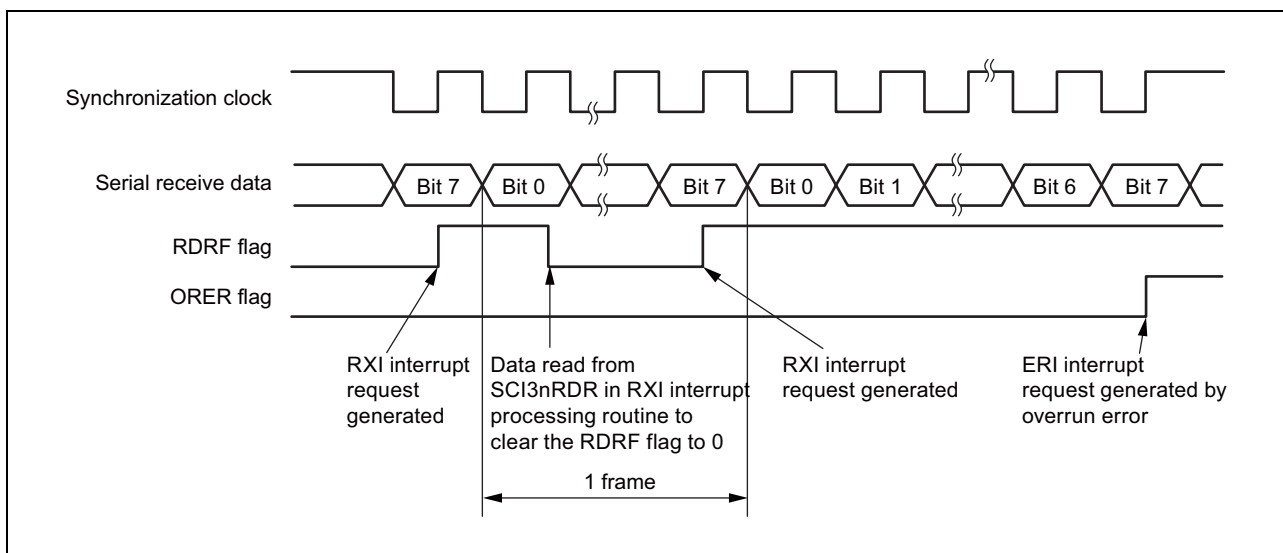 Synchronization clock
Serial receive data
Bit 7
Bit 0
Bit 7
Bit 0
Bit 1
Bit 6
Bit 7
RDRF flag
ORER flag
RXI interrupt
request
generated
Data read from
SCI3nRDR in RXI interrupt
processing routine to
clear the RDRF flag to 0
RXI interrupt
request generated
ERI interrupt
request generated by
overrun error
1 frame